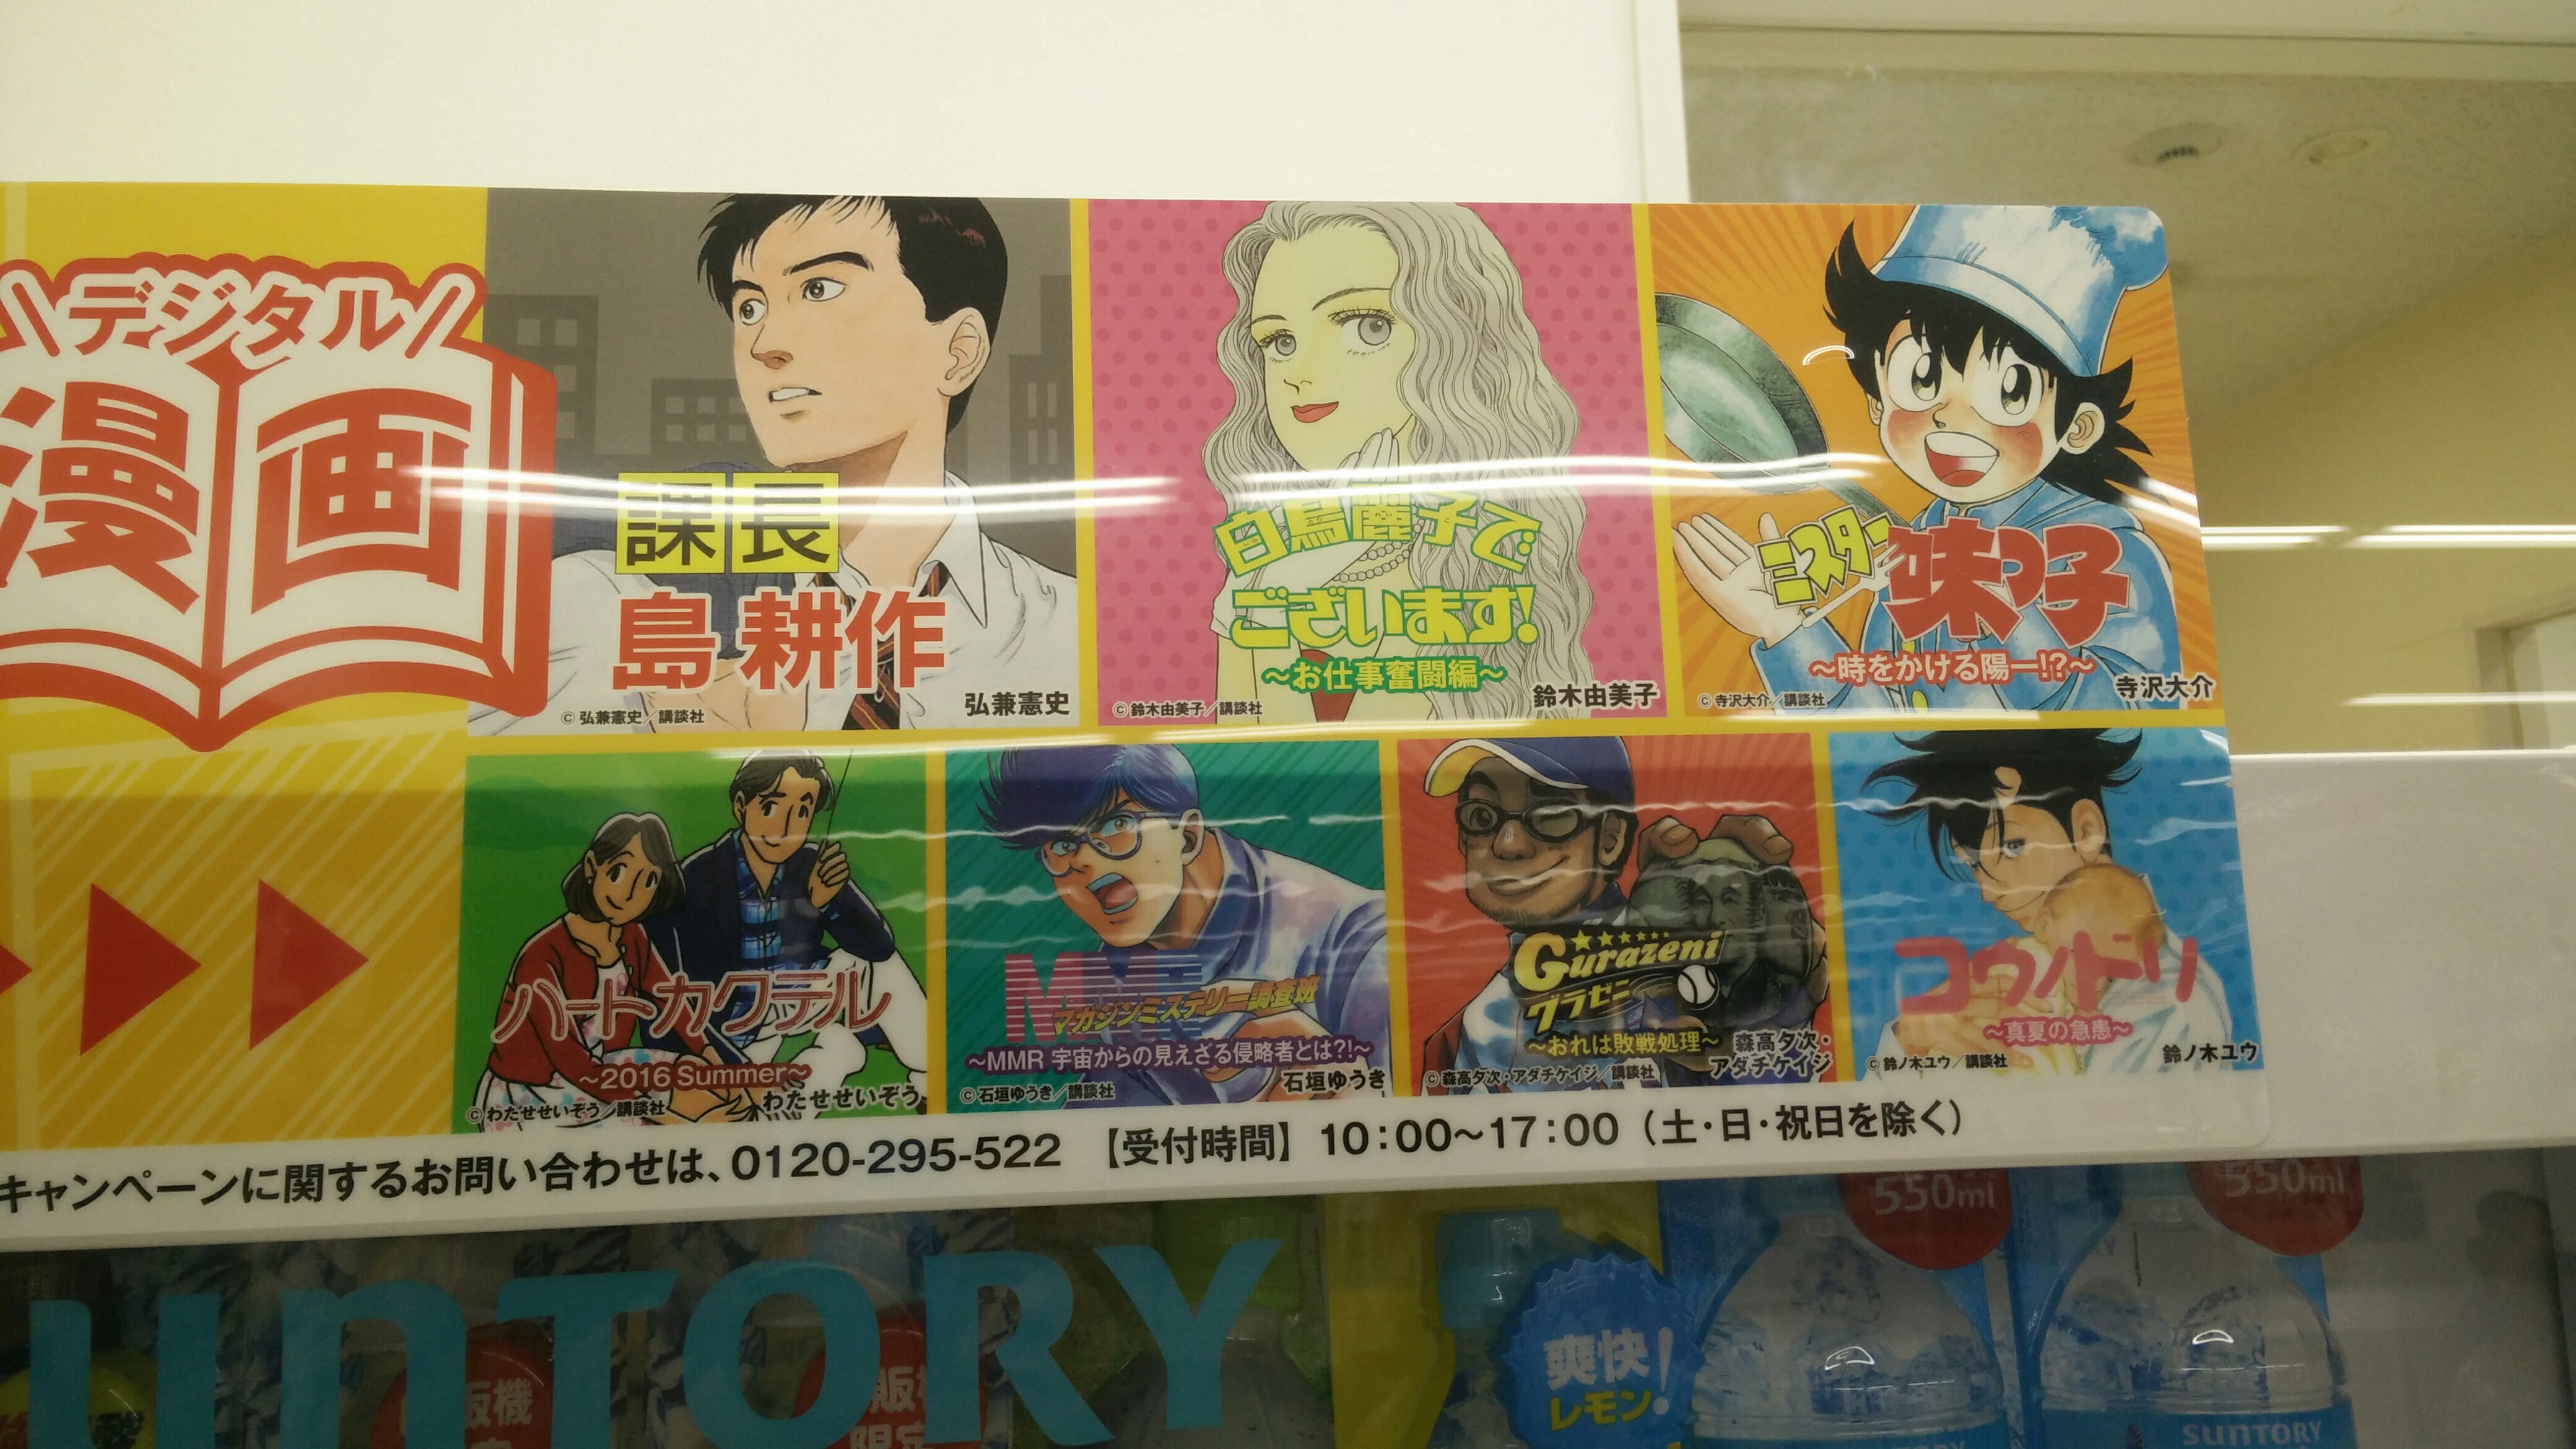 \デジタル/
漫画
課長
島 耕作
弘兼憲史
© 弘兼憲史／講談社
白鳥麗子で
ございます!
～お仕事奮闘編～
鈴木由美子
© 鈴木由美子／講談社
ミスター味っ子
～時をかける陽一!?～
寺沢大介
© 寺沢大介／講談社
ハートカクテル
～2016 Summer～
わたせせいぞう
© わたせせいぞう／講談社
MMR
マガジンミステリー調査班
～MMR 宇宙からの見えざる侵略者とは?!～
石垣ゆうき
© 石垣ゆうき／講談社
Gurazeni
グラゼニ
～おれは敗戦処理～
森高夕次・
アダチケイジ
© 森高夕次・アダチケイジ／講談社
コウノドリ
～真夏の急患～
鈴ノ木ユウ
© 鈴ノ木ユウ／講談社
キャンペーンに関するお問い合わせは、0120-295-522 【受付時間】 10：00～17：00（土・日・祝日を除く）
550ml
550ml
SUNTORY
爽快
レモン!
販機
販機
限定
SUNTORY